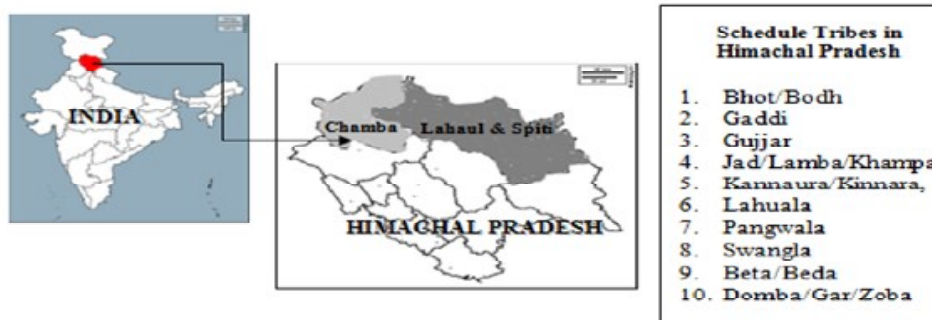 INDIA
Chamba
Lahaul & Spiti
HIMACHAL PRADESH
Schedule Tribes in
Himachal Pradesh
1. Bhot/Bodh
2. Gaddi
3. Gujjar
4. Jad/Lamba/Khampa
5. Kannaura/Kinnara,
6. Lahuala
7. Pangwala
8. Swangla
9. Beta/Beda
10. Domba/Gar/Zoba